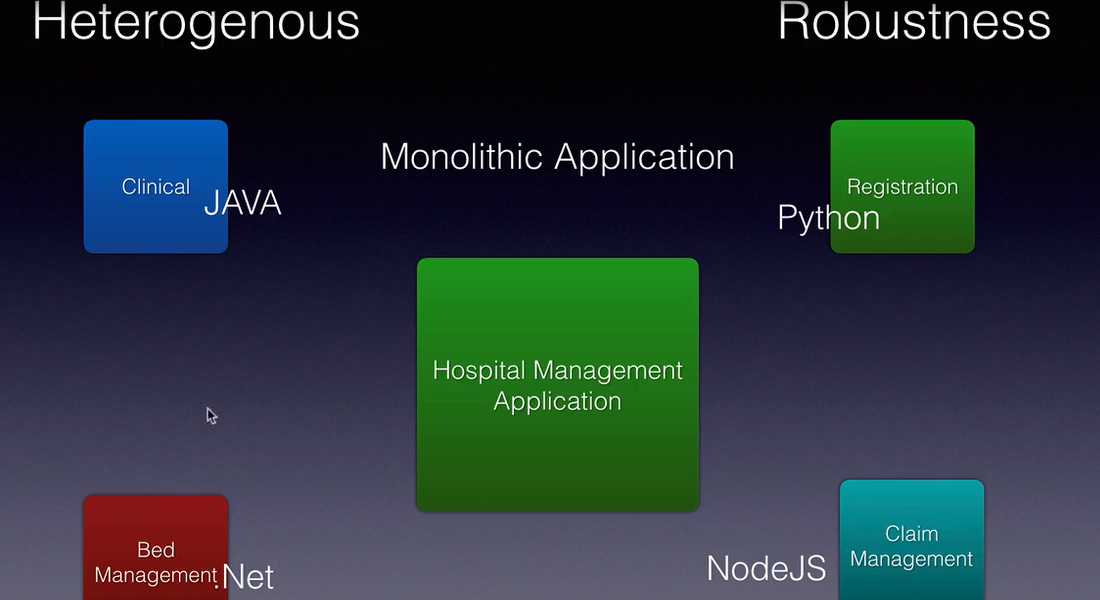 Heterogenous
Robustness
Monolithic Application
Clinical
JAVA
Registration
Python
Hospital Management
Application
Bed
Management
.Net
Claim
Management
NodeJS